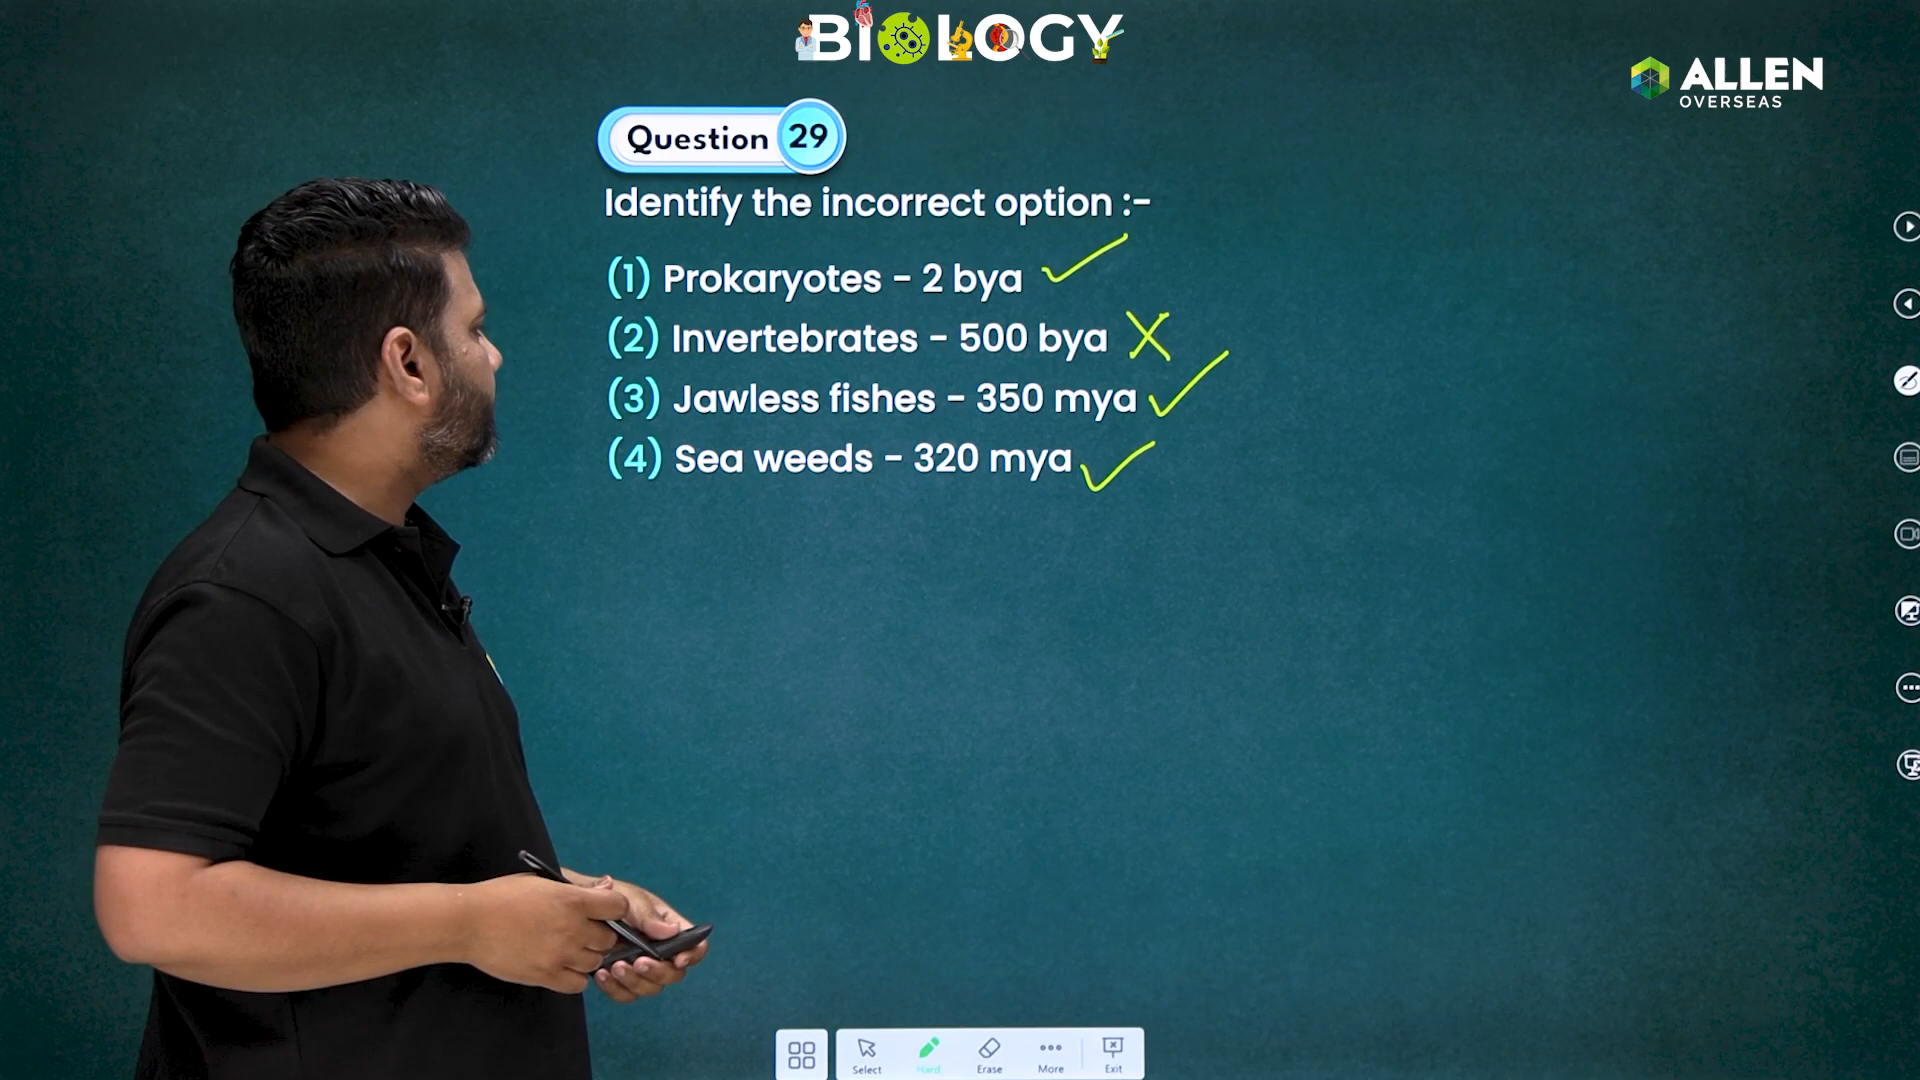 BIOLOGY
ALLEN
OVERSEAS
Question 29
Identify the incorrect option :-
(1) Prokaryotes - 2 bya
(2) Invertebrates - 500 bya
(3) Jawless fishes - 350 mya
(4) Sea weeds - 320 mya
Select Hard Erase More Exit